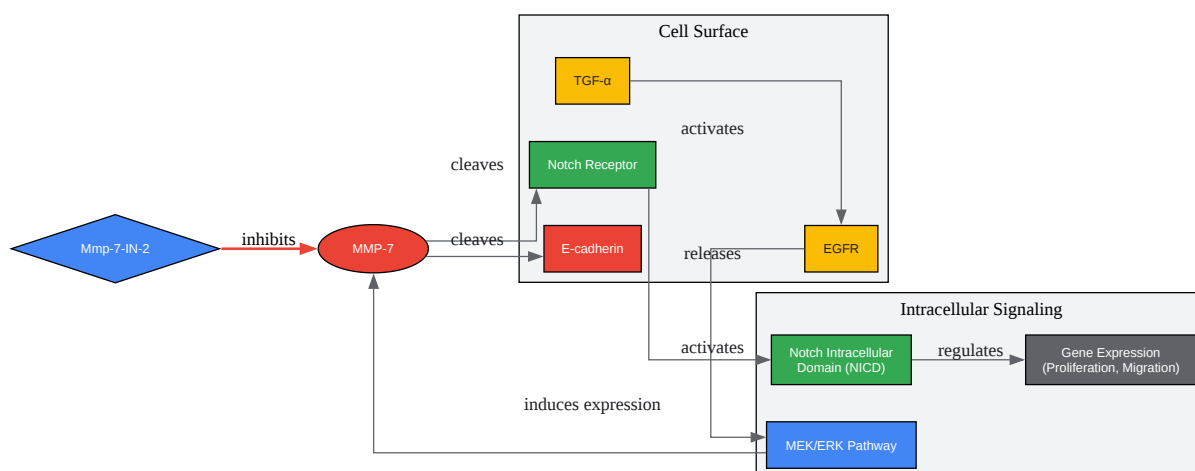 Cell Surface
TGF-α
activates
cleaves
Notch Receptor
Mmp-7-IN-2
inhibits
MMP-7
cleaves
E-cadherin
releases
EGFR
Intracellular Signaling
activates
Notch Intracellular
Domain (NICD)
regulates
Gene Expression
(Proliferation, Migration)
induces expression
MEK/ERK Pathway